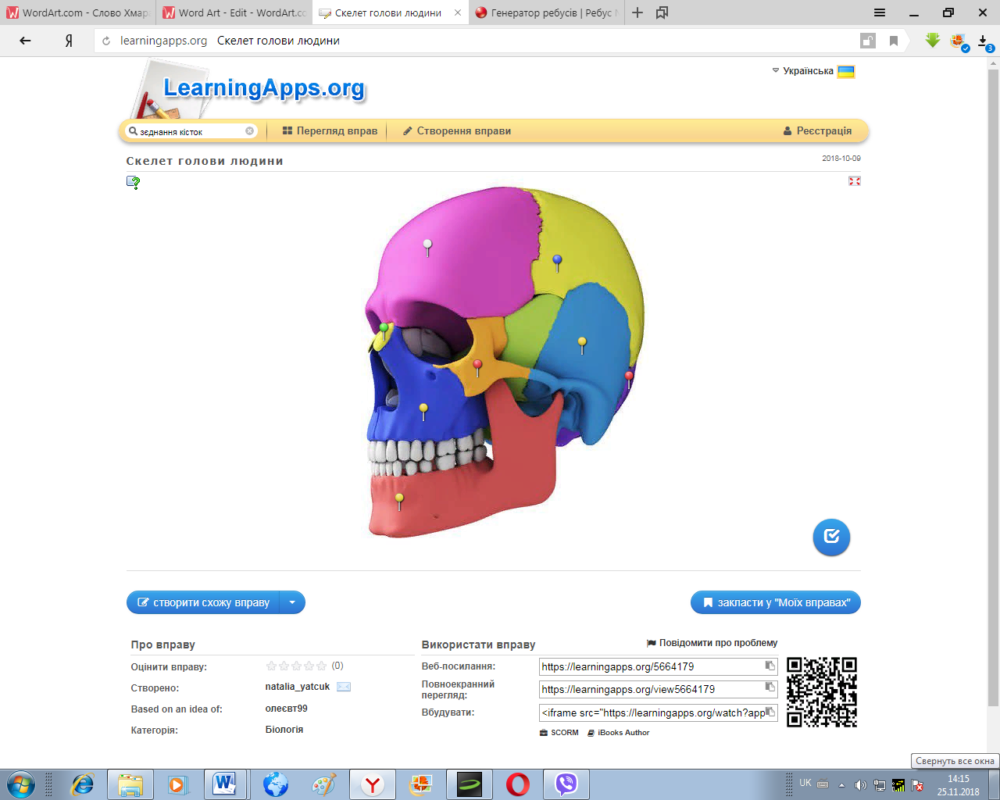 WordArt.com - Слово Хмар
Word Art - Edit - WordArt.co
Скелет голови людини
Генератор ребусів | Ребус
Я
learningapps.org Скелет голови людини
3
LearningApps.org
Українська
зєднання кісток
Перегляд вправ
Створення вправи
Реєстрація
Скелет голови людини
2018-10-09
створити схожу вправу
закласти у "Моїх вправах"
Про вправу
Оцінити вправу: (0)
Створено: natalia_yatcuk
Based on an idea of: олеєвт99
Категорія: Біологія
Використати вправу
Повідомити про проблему
Веб-посилання: https://learningapps.org/5664179
Повноекранний
перегляд: https://learningapps.org/view5664179
Вбудувати: <iframe src="https://learningapps.org/watch?app
SCORM iBooks Author
Свернуть все окна
UK
14:15
25.11.2018